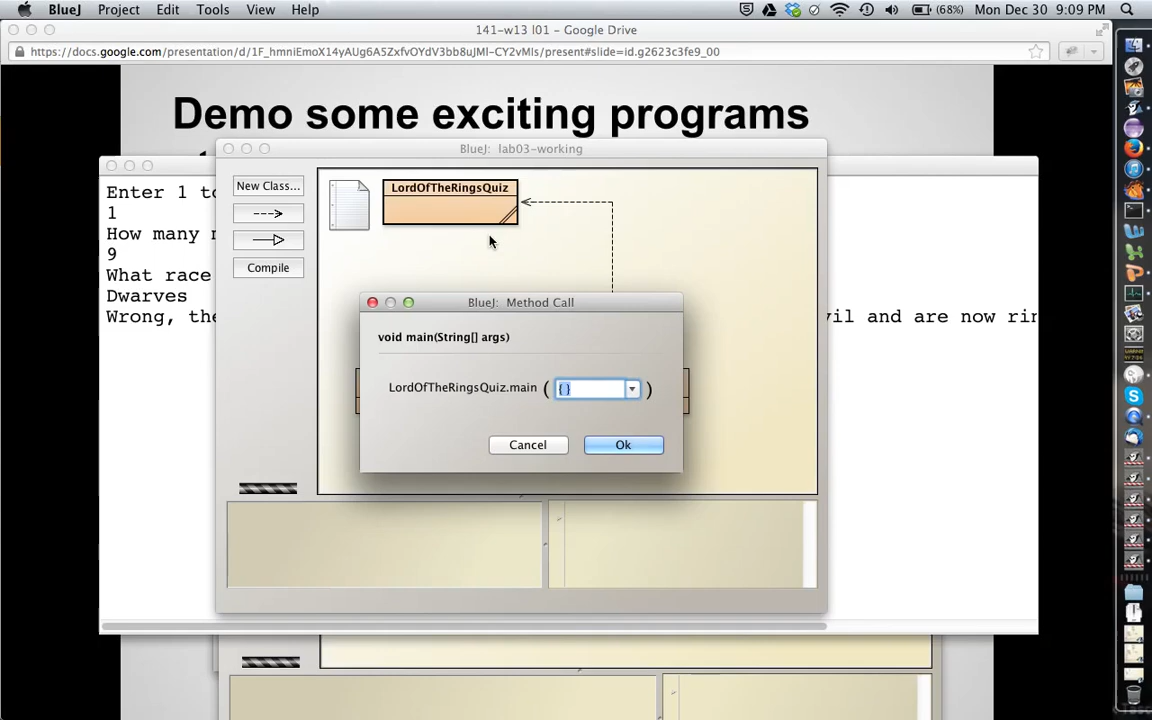 BlueJ Project Edit Tools View Help (68%) Mon Dec 30 9:09 PM
141-w13 l01 - Google Drive
https://docs.google.com/presentation/d/1F_hmniEmoX14yAUg6A5ZxfvOYdV3bb8uJMl-CY2vMls/present#slide=id.g2623c3fe9_00
Demo some exciting programs
BlueJ: lab03-working
New Class...
LordOfTheRingsQuiz
Compile
Enter 1 to
1
How many
9
What race
Dwarves
Wrong, the
vil and are now rin
BlueJ: Method Call
void main(String[] args)
LordOfTheRingsQuiz.main ( { } )
Cancel Ok